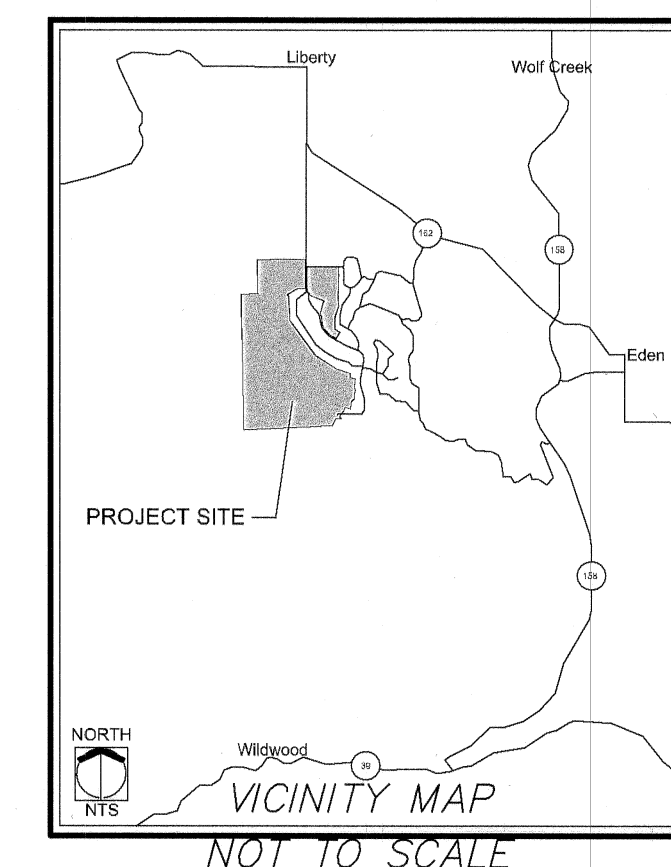 Liberty
Wolf Creek
162
158
Eden
PROJECT SITE
158
NORTH
NTS
Wildwood
39
VICINITY MAP
NOT TO SCALE